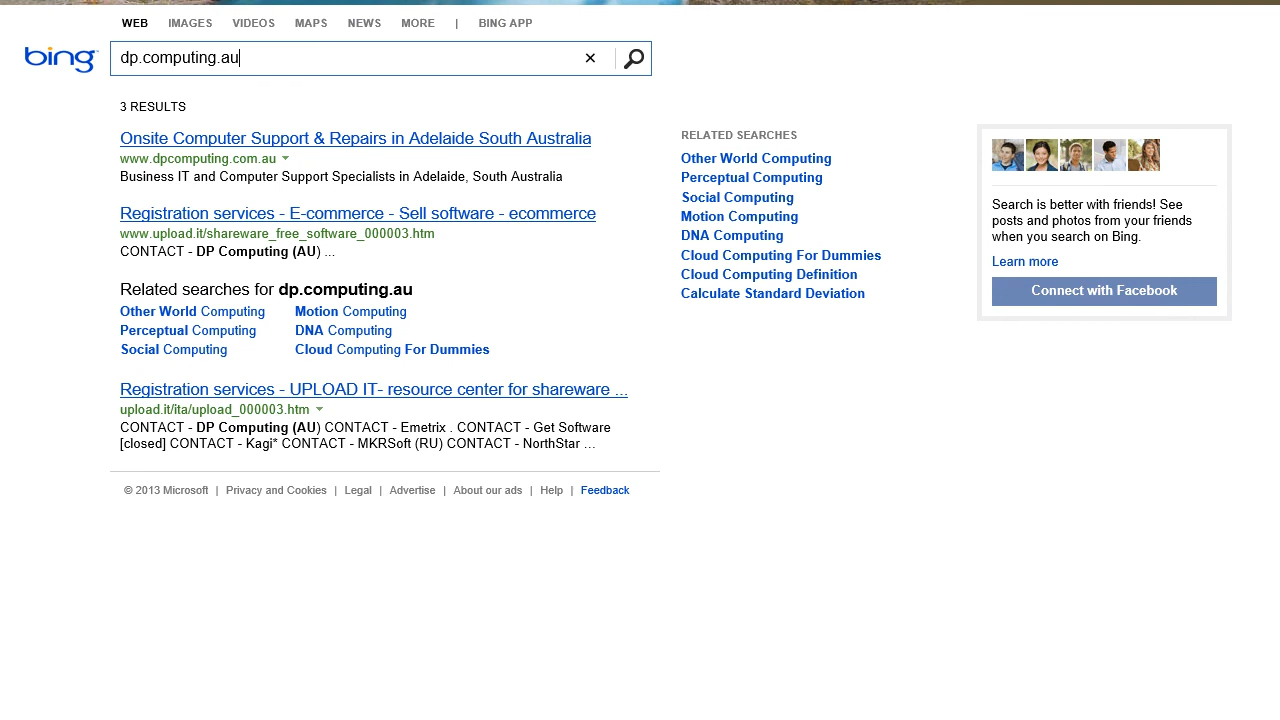 WEB IMAGES VIDEOS MAPS NEWS MORE | BING APP
bing
dp.computing.au
3 RESULTS
Onsite Computer Support & Repairs in Adelaide South Australia
www.dpcomputing.com.au
Business IT and Computer Support Specialists in Adelaide, South Australia
Registration services - E-commerce - Sell software - ecommerce
www.upload.it/shareware_free_software_000003.htm
CONTACT - DP Computing (AU) ...
Related searches for dp.computing.au
Other World Computing
Perceptual Computing
Social Computing
Motion Computing
DNA Computing
Cloud Computing For Dummies
Registration services - UPLOAD IT- resource center for shareware ...
upload.it/ita/upload_000003.htm
CONTACT - DP Computing (AU) CONTACT - Emetrix . CONTACT - Get Software
[closed] CONTACT - Kagi* CONTACT - MKRSoft (RU) CONTACT - NorthStar ...
RELATED SEARCHES
Other World Computing
Perceptual Computing
Social Computing
Motion Computing
DNA Computing
Cloud Computing For Dummies
Cloud Computing Definition
Calculate Standard Deviation
Search is better with friends! See
posts and photos from your friends
when you search on Bing.
Learn more
Connect with Facebook
© 2013 Microsoft | Privacy and Cookies | Legal | Advertise | About our ads | Help | Feedback